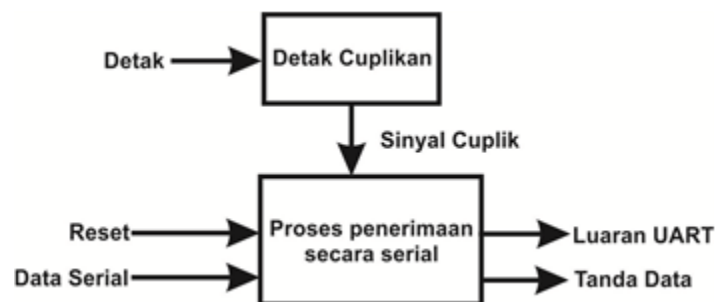 Detak
Detak Cuplikan
Sinyal Cuplik
Reset
Data Serial
Proses penerimaan
secara serial
Luaran UART
Tanda Data